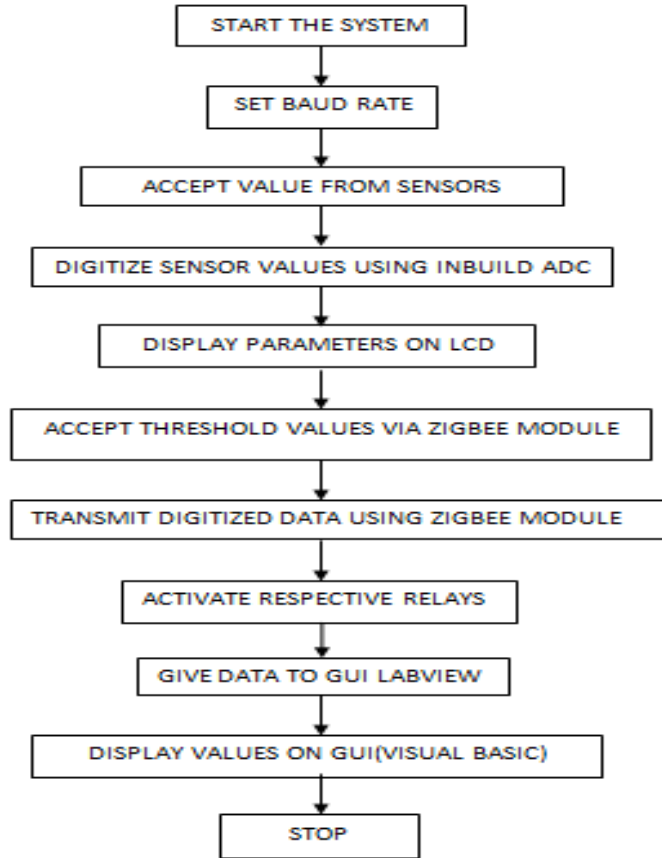 START THE SYSTEM
SET BAUD RATE
ACCEPT VALUE FROM SENSORS
DIGITIZE SENSOR VALUES USING INBUILD ADC
DISPLAY PARAMETERS ON LCD
ACCEPT THRESHOLD VALUES VIA ZIGBEE MODULE
TRANSMIT DIGITIZED DATA USING ZIGBEE MODULE
ACTIVATE RESPECTIVE RELAYS
GIVE DATA TO GUI LABVIEW
DISPLAY VALUES ON GUI(VISUAL BASIC)
STOP